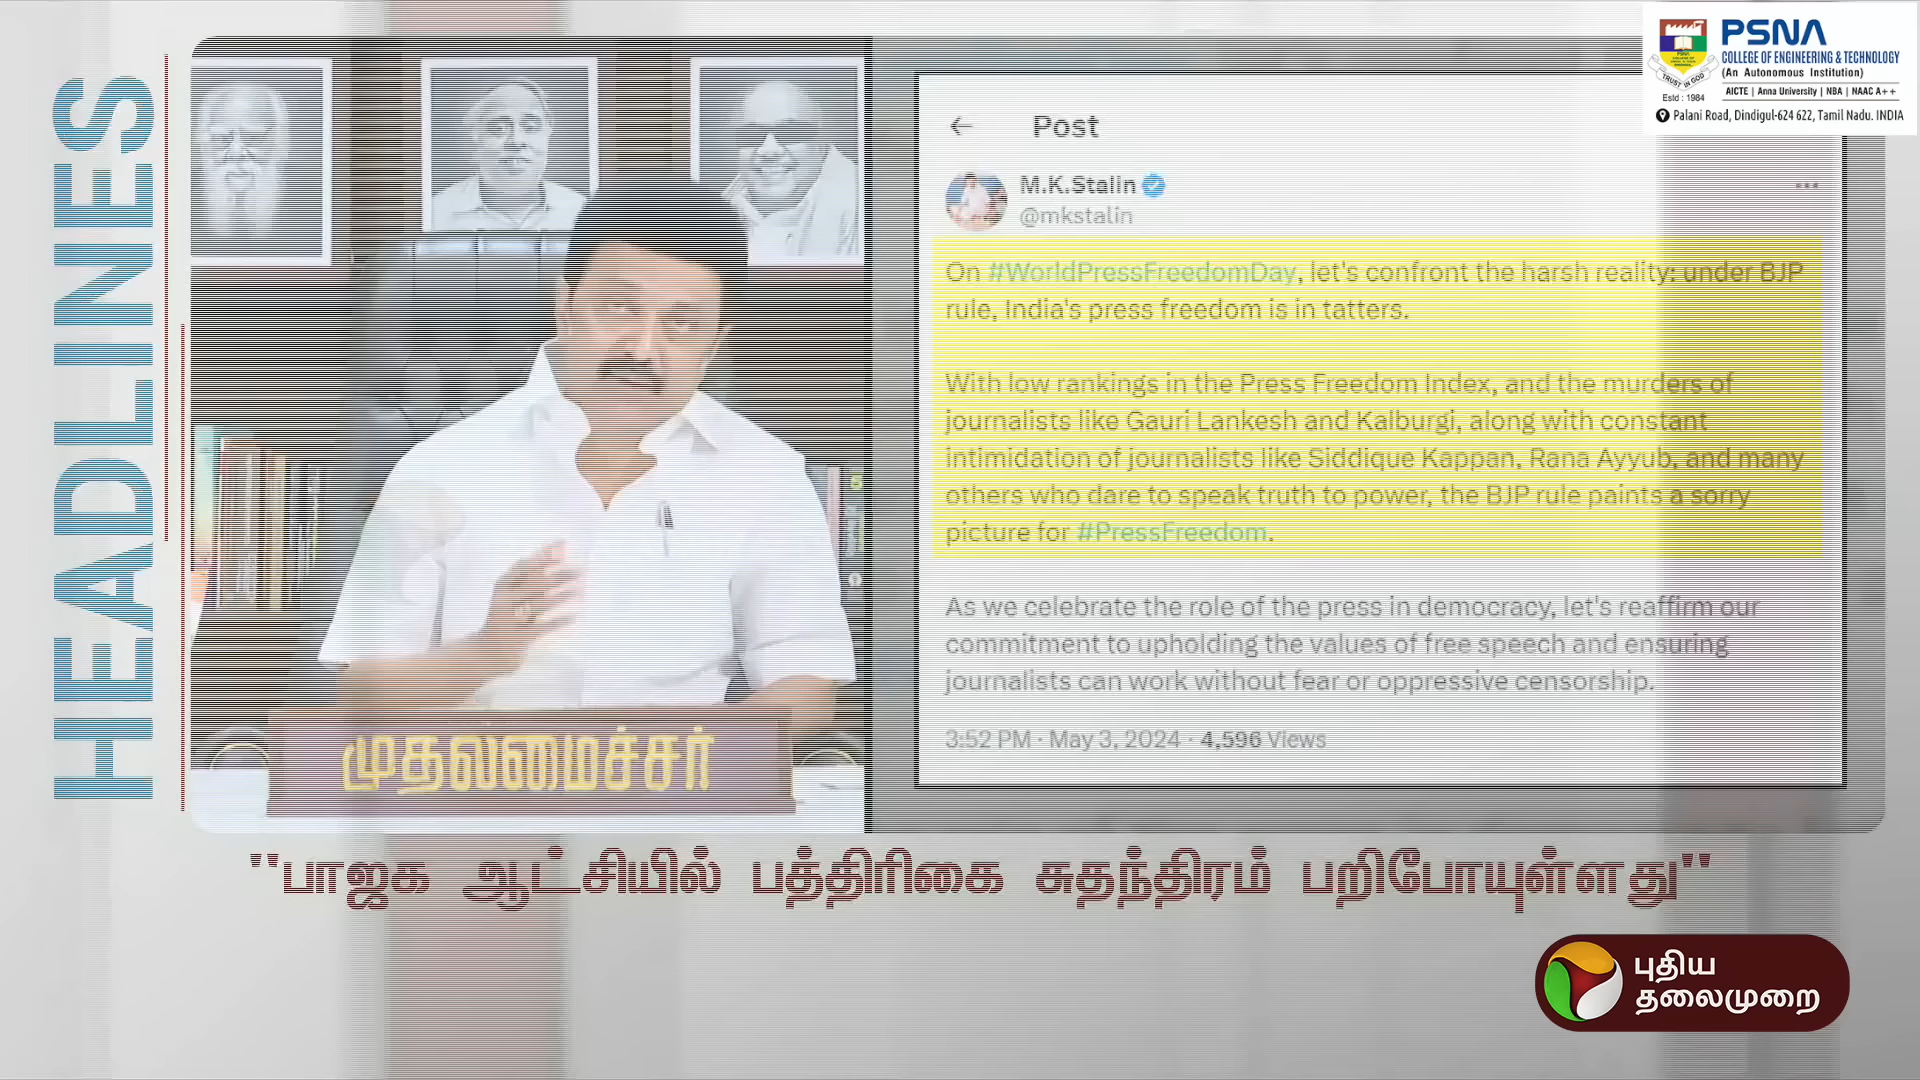 HEADLINES
PSNA
COLLEGE OF ENGINEERING & TECHNOLOGY
(An Autonomous Institution)
AICTE | Anna University | NBA | NAAC A++
TRUST IN GOD
Estd : 1984
Palani Road, Dindigul-624 622, Tamil Nadu. INDIA
Post
M.K.Stalin
@mkstalin
On #WorldPressFreedomDay, let's confront the harsh reality: under BJP
rule, India's press freedom is in tatters.
With low rankings in the Press Freedom Index, and the murders of
journalists like Gauri Lankesh and Kalburgi, along with constant
intimidation of journalists like Siddique Kappan, Rana Ayyub, and many
others who dare to speak truth to power, the BJP rule paints a sorry
picture for #PressFreedom.
As we celebrate the role of the press in democracy, let's reaffirm our
commitment to upholding the values of free speech and ensuring
journalists can work without fear or oppressive censorship.
3:52 PM · May 3, 2024 · 4,596 Views
முதலமைச்சர்
"பாஜக ஆட்சியில் பத்திரிகை சுதந்திரம் பறிபோயுள்ளது"
புதிய
தலைமுறை